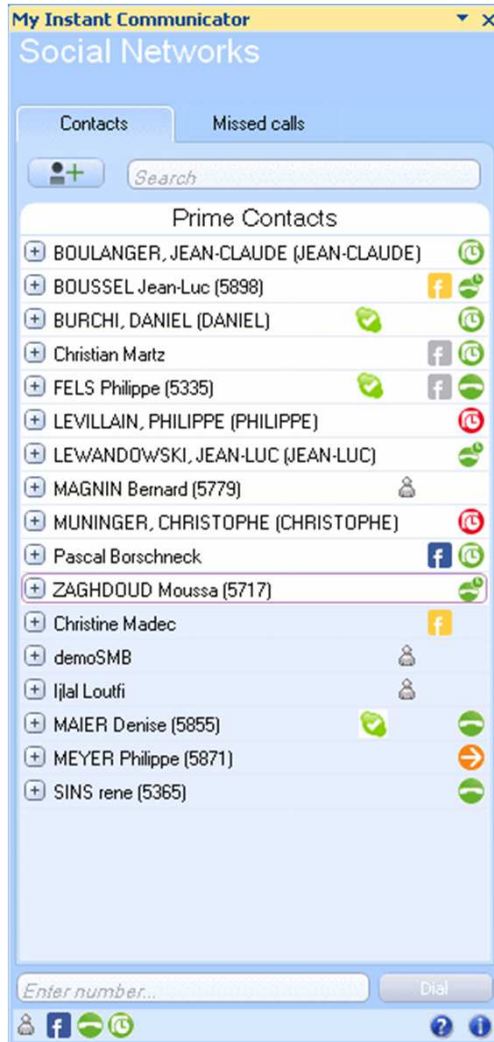 My Instant Communicator
Social Networks
Contacts
Missed calls
Search
Prime Contacts
BOULANGER, JEAN-CLAUDE (JEAN-CLAUDE)
BOUSSEL Jean-Luc (5898)
BURCHI, DANIEL (DANIEL)
Christian Martz
FELS Philippe (5335)
LEVILLAIN, PHILIPPE (PHILIPPE)
LEWANDOWSKI, JEAN-LUC (JEAN-LUC)
MAGNIN Bernard (5779)
MUNINGER, CHRISTOPHE (CHRISTOPHE)
Pascal Borschneck
ZAGHDOUD Moussa (5717)
Christine Madec
demoSMB
Ijlal Loutfi
MAIER Denise (5855)
MEYER Philippe (5871)
SINS rene (5365)
Enter number...
Dial